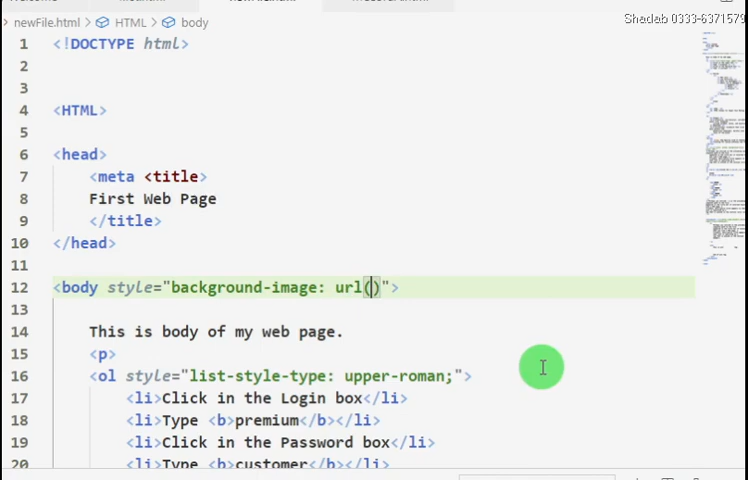 newFile.html > HTML > body
Shadab 0333-6371579
1 <!DOCTYPE html>
2
3
4 <HTML>
5
6 <head>
7 <meta <title>
8 First Web Page
9 </title>
10 </head>
11
12 <body style="background-image: url()">
13
14 This is body of my web page.
15 <p>
16 <ol style="list-style-type: upper-roman;">
17 <li>Click in the Login box</li>
18 <li>Type <b>premium</b></li>
19 <li>Click in the Password box</li>
20 <li>Type <b>customer</b></li>